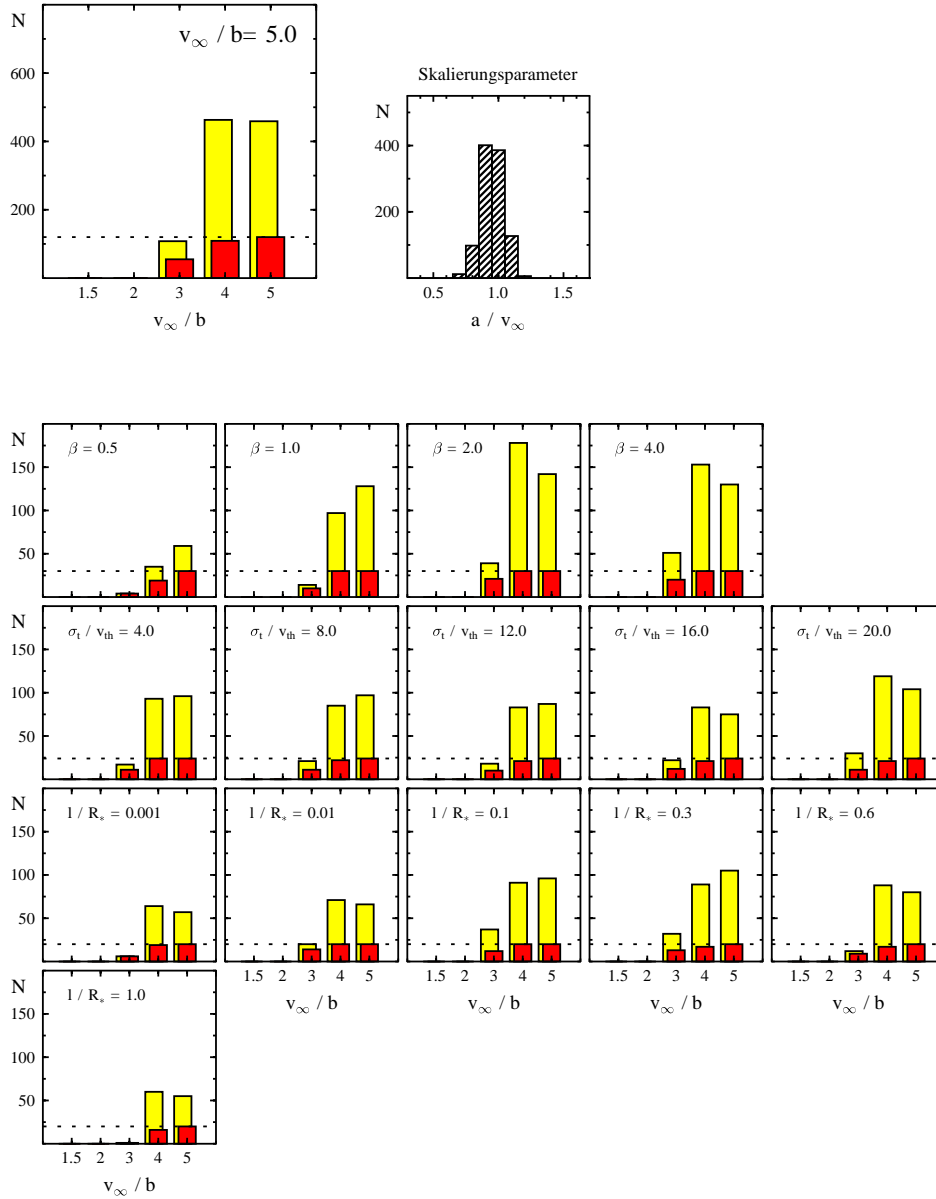 N
v∞ / b= 5.0
600
400
200
1.5 2 3 4 5
v∞ / b
Skalierungsparameter
N
400
200
0.5 1.0 1.5
a / v∞
N
β = 0.5 β = 1.0 β = 2.0 β = 4.0
150
100
50
N
σt / vth = 4.0 σt / vth = 8.0 σt / vth = 12.0 σt / vth = 16.0 σt / vth = 20.0
150
100
50
N
l / R* = 0.001 l / R* = 0.01 l / R* = 0.1 l / R* = 0.3 l / R* = 0.6
150
100
50
1.5 2 3 4 5 1.5 2 3 4 5 1.5 2 3 4 5 1.5 2 3 4 5
v∞ / b v∞ / b v∞ / b v∞ / b
N
l / R* = 1.0
150
100
50
1.5 2 3 4 5
v∞ / b